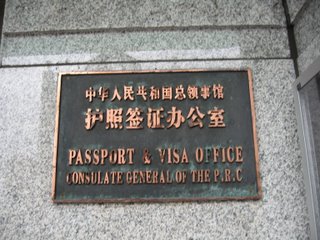 中华人民共和国总领事馆
护照签证办公室
PASSPORT & VISA OFFICE
CONSULATE GENERAL OF THE P.R.C